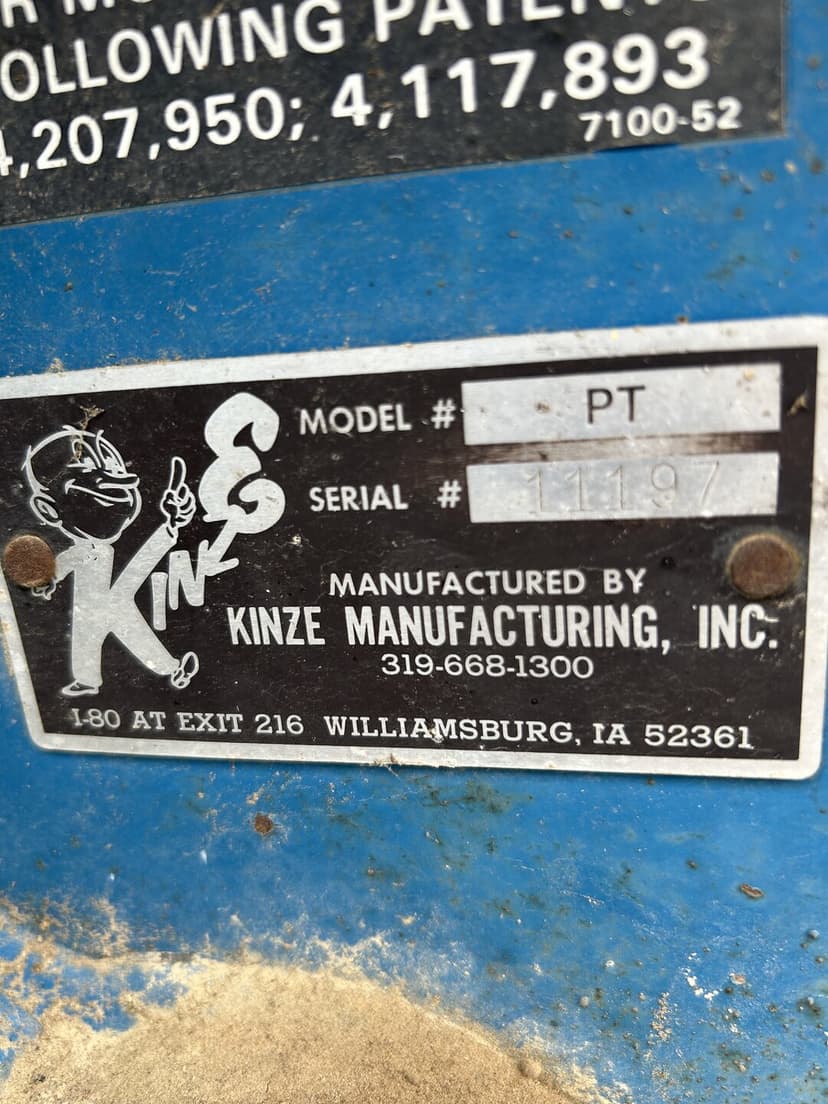 OLLOWING PATENT
4,207,950; 4,117,893
7100-52
KINZE
MODEL # PT
SERIAL # 11197
MANUFACTURED BY
KINZE MANUFACTURING, INC.
319-668-1300
I-80 AT EXIT 216 WILLIAMSBURG, IA 52361